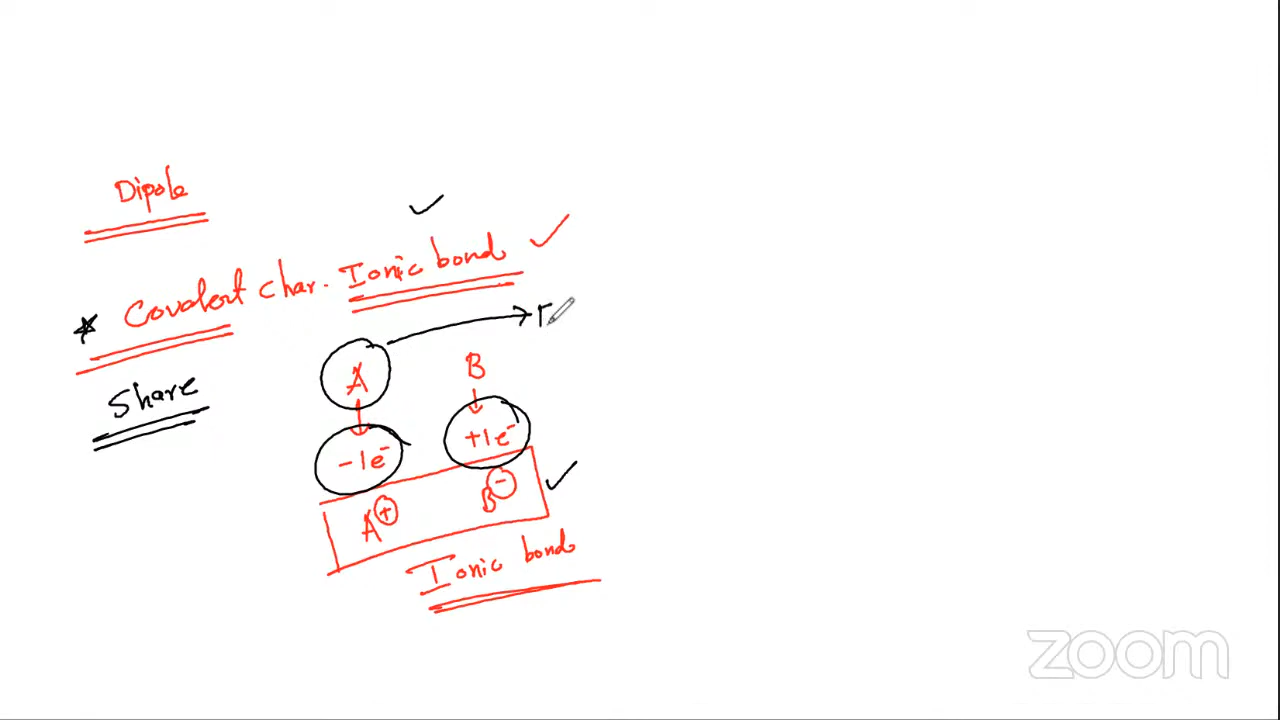 Dipole
* Covalent char. Ionic bond
Share
A B
-1e⁻ +1e⁻
A⁺ B⁻
Ionic bond
zoom